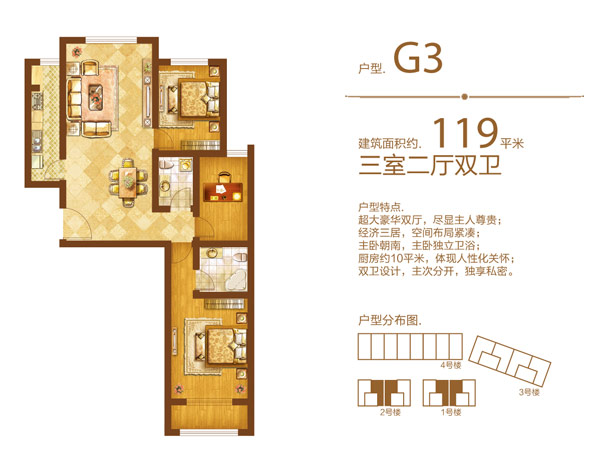 户型. G3
建筑面积约. 119平米
三室二厅双卫
户型特点.
超大豪华双厅，尽显主人尊贵；
经济三居，空间布局紧凑；
主卧朝南，主卧独立卫浴；
厨房约10平米，体现人性化关怀；
双卫设计，主次分开，独享私密。
户型分布图.
4号楼
3号楼
2号楼
1号楼